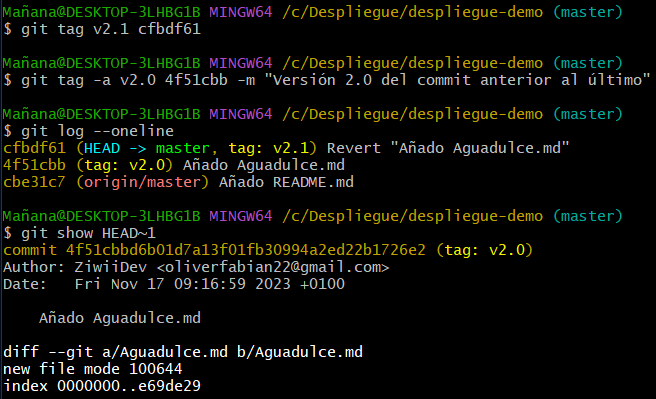 Mañana@DESKTOP-3LHBG1B MINGW64 /c/Despliegue/despliegue-demo (master)
$ git tag v2.1 cfbdf61
Mañana@DESKTOP-3LHBG1B MINGW64 /c/Despliegue/despliegue-demo (master)
$ git tag -a v2.0 4f51cbb -m "Versión 2.0 del commit anterior al último"
Mañana@DESKTOP-3LHBG1B MINGW64 /c/Despliegue/despliegue-demo (master)
$ git log --oneline
cfbdf61 (HEAD -> master, tag: v2.1) Revert "Añado Aguadulce.md"
4f51cbb (tag: v2.0) Añado Aguadulce.md
cbe31c7 (origin/master) Añado README.md
Mañana@DESKTOP-3LHBG1B MINGW64 /c/Despliegue/despliegue-demo (master)
$ git show HEAD~1
commit 4f51cbbd6b01d7a13f01fb30994a2ed22b1726e2 (tag: v2.0)
Author: ZiwiiDev <oliverfabian22@gmail.com>
Date:   Fri Nov 17 09:16:59 2023 +0100
    Añado Aguadulce.md
diff --git a/Aguadulce.md b/Aguadulce.md
new file mode 100644
index 0000000..e69de29